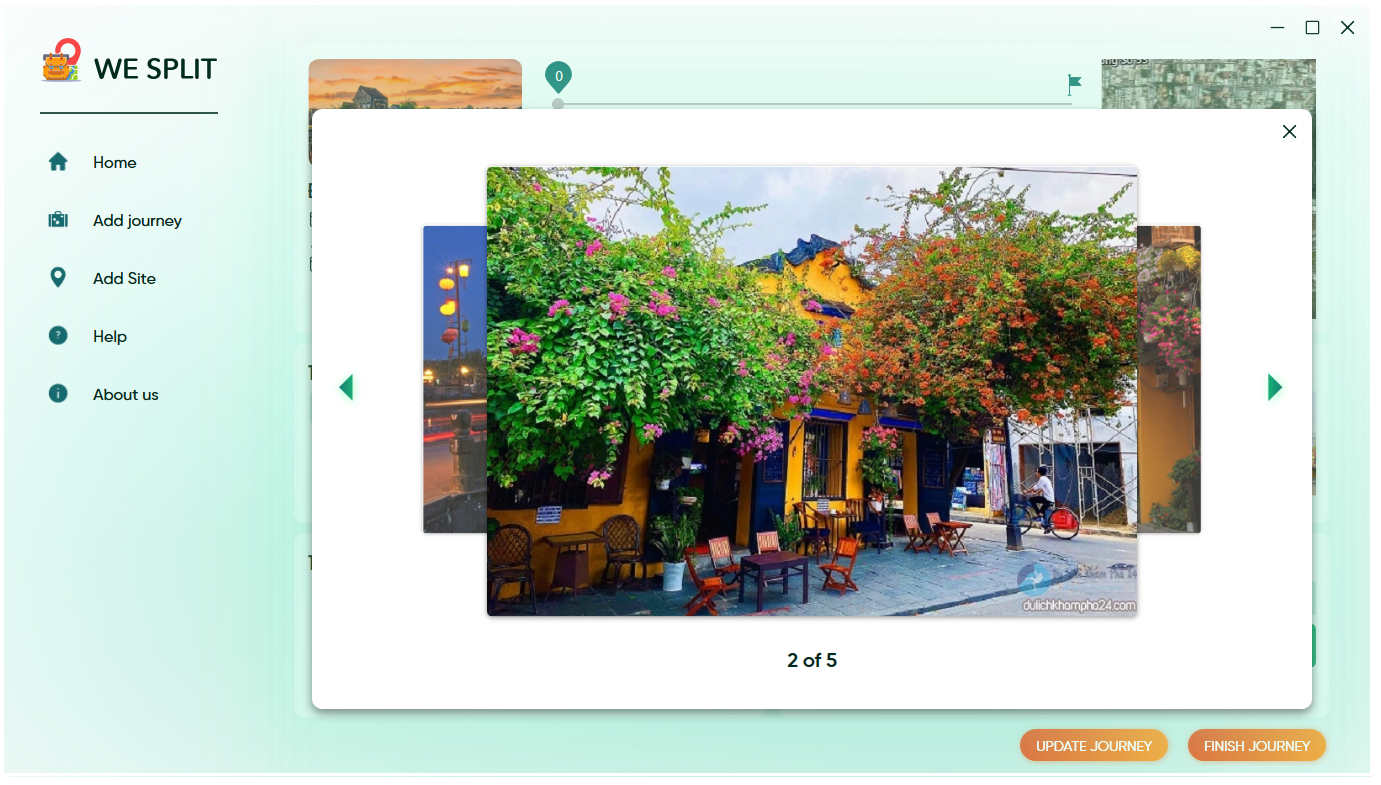 WE SPLIT
0
Home
Add journey
Add Site
Help
About us
dulichkhampha24.com
2 of 5
UPDATE JOURNEY
FINISH JOURNEY